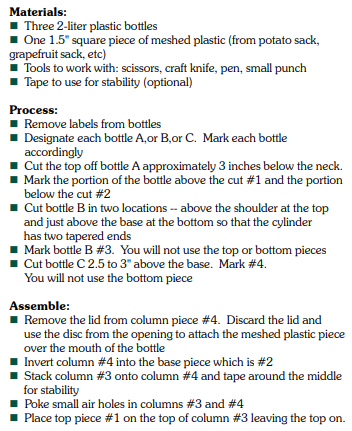 Materials:
■ Three 2-liter plastic bottles
■ One 1.5" square piece of meshed plastic (from potato sack,
grapefruit sack, etc)
■ Tools to work with: scissors, craft knife, pen, small punch
■ Tape to use for stability (optional)
Process:
■ Remove labels from bottles
■ Designate each bottle A,or B,or C. Mark each bottle
accordingly
■ Cut the top off bottle A approximately 3 inches below the neck.
■ Mark the portion of the bottle above the cut #1 and the portion
below the cut #2
■ Cut bottle B in two locations -- above the shoulder at the top
and just above the base at the bottom so that the cylinder
has two tapered ends
■ Mark bottle B #3. You will not use the top or bottom pieces
■ Cut bottle C 2.5 to 3" above the base. Mark #4.
You will not use the bottom piece
Assemble:
■ Remove the lid from column piece #4. Discard the lid and
use the disc from the opening to attach the meshed plastic piece
over the mouth of the bottle
■ Invert column #4 into the base piece which is #2
■ Stack column #3 onto column #4 and tape around the middle
for stability
■ Poke small air holes in columns #3 and #4
■ Place top piece #1 on the top of column #3 leaving the top on.